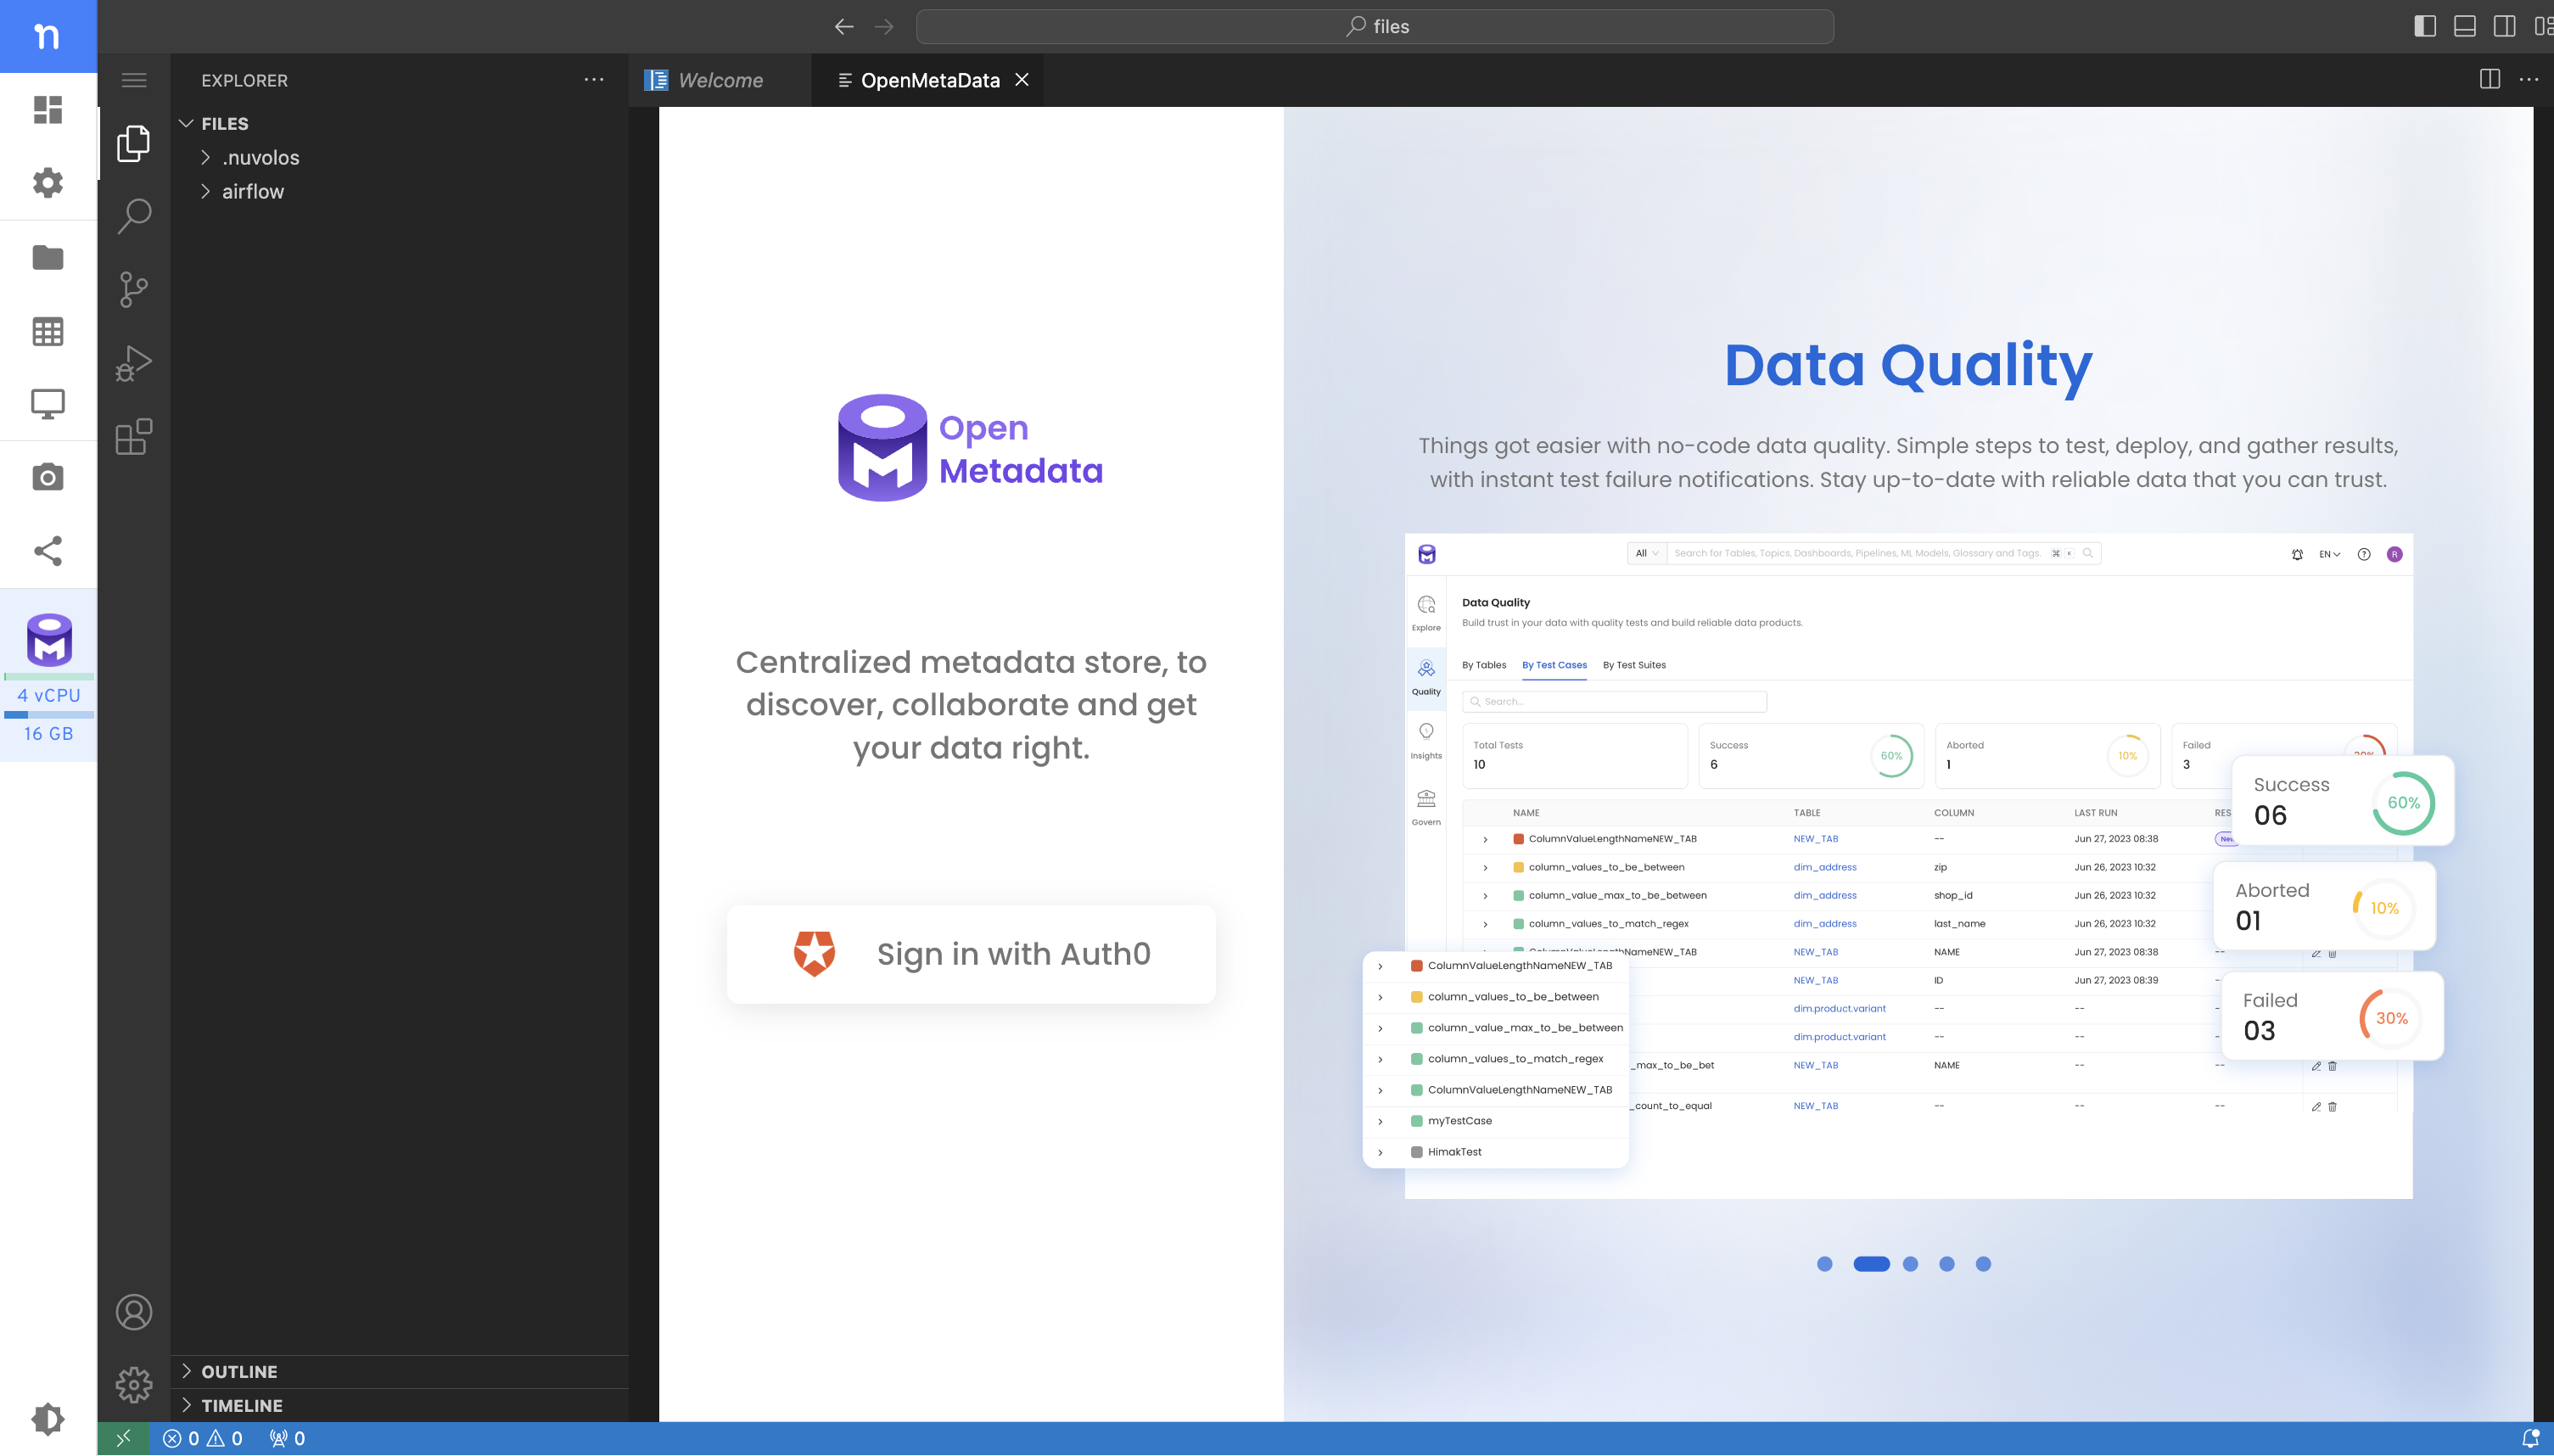 n
files
EXPLORER
Welcome
OpenMetaData
FILES
.nuvolos
airflow
4 vCPU
16 GB
OUTLINE
TIMELINE
0 0 0
Open
Metadata
Centralized metadata store, to
discover, collaborate and get
your data right.
Sign in with Auth0
Data Quality
Things got easier with no-code data quality. Simple steps to test, deploy, and gather results,
with instant test failure notifications. Stay up-to-date with reliable data that you can trust.
All Search for Tables, Topics, Dashboards, Pipelines, ML Models, Glossary and Tags. ⌘ K
EN
R
Explore
Quality
Insights
Govern
Data Quality
Build trust in your data with quality tests and build reliable data products.
By Tables By Test Cases By Test Suites
Search...
Total Tests
10
Success
6
60%
Aborted
1
10%
Failed
3
NAME TABLE COLUMN LAST RUN RES
ColumnValueLengthNameNEW_TAB NEW_TAB -- Jun 27, 2023 08:38 New
column_values_to_be_between dim_address zip Jun 26, 2023 10:32
column_value_max_to_be_between dim_address shop_id Jun 26, 2023 10:32
column_values_to_match_regex dim_address last_name Jun 26, 2023 10:32
ColumnValueLengthNameNEW_TAB NEW_TAB NAME Jun 27, 2023 08:38 --
NEW_TAB ID Jun 27, 2023 08:39 --
dim.product.variant -- -- --
dim.product.variant -- -- --
_max_to_be_bet NEW_TAB NAME -- --
_count_to_equal NEW_TAB -- -- --
ColumnValueLengthNameNEW_TAB
column_values_to_be_between
column_value_max_to_be_between
column_values_to_match_regex
ColumnValueLengthNameNEW_TAB
myTestCase
HimakTest
Success
06
60%
Aborted
01
10%
Failed
03
30%